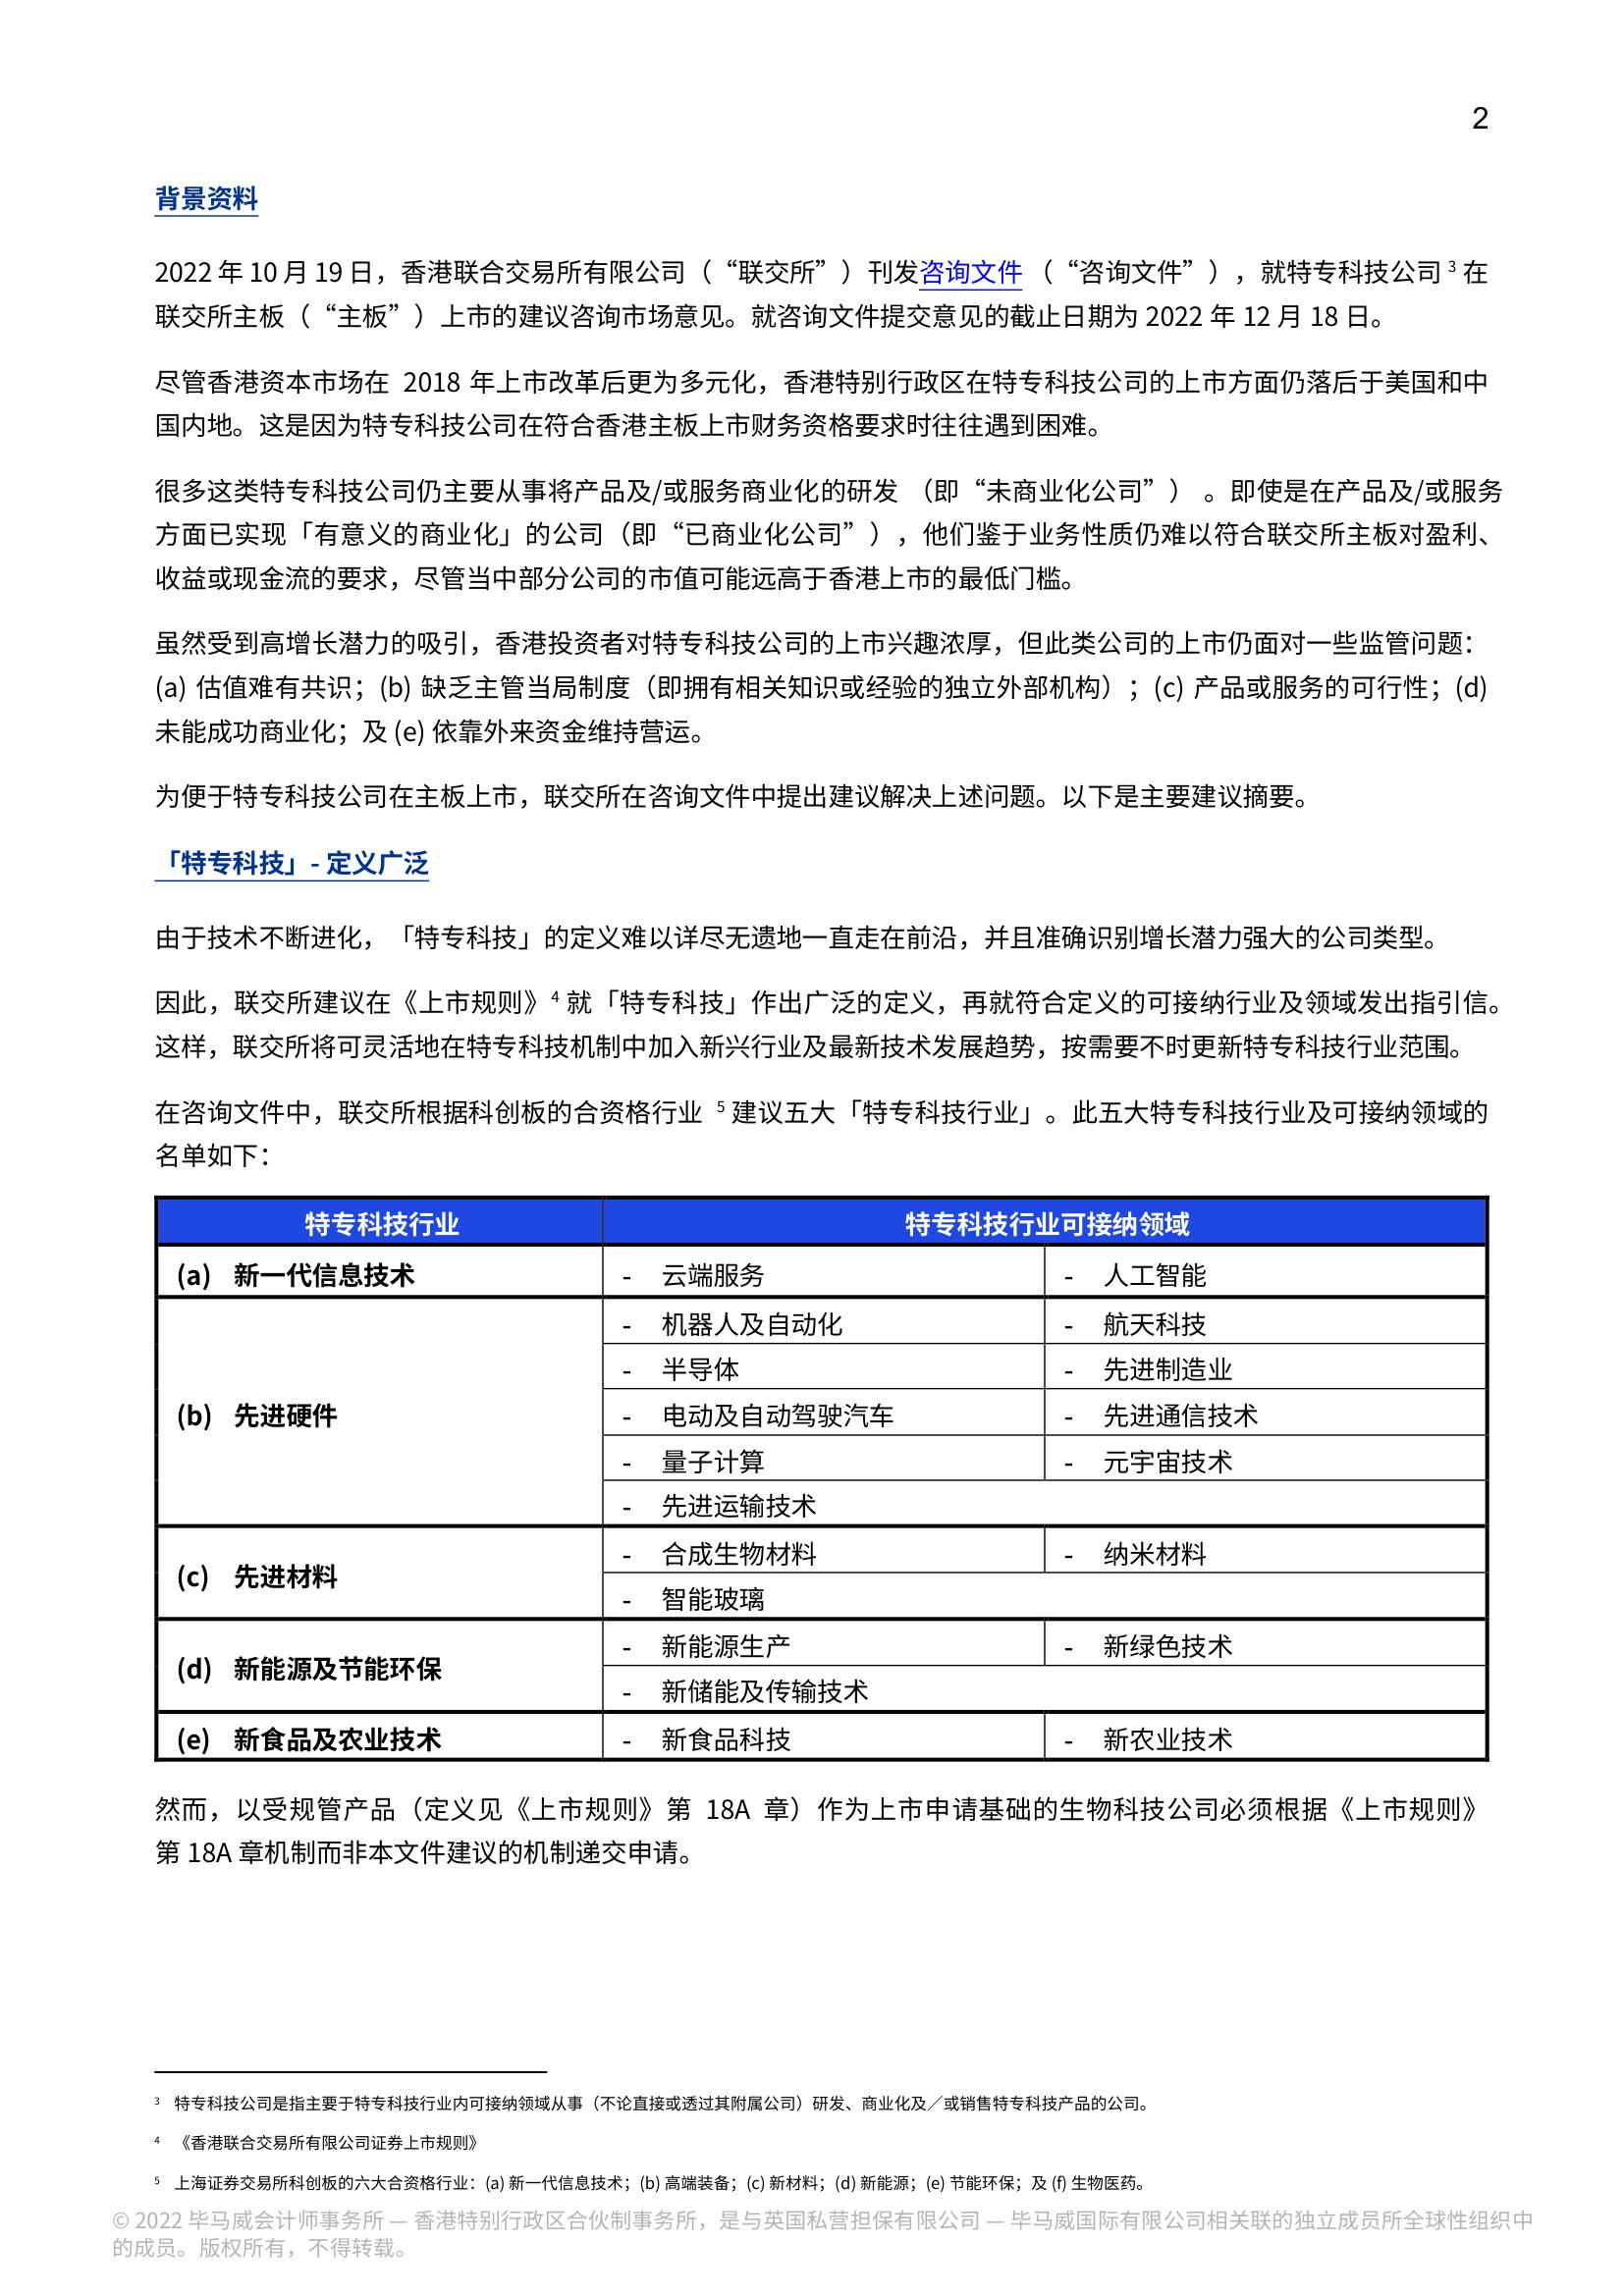 2
背景资料
2022 年 10 月 19 日，香港联合交易所有限公司（“联交所”）刊发咨询文件（“咨询文件”），就特专科技公司 3 在
联交所主板（“主板”）上市的建议咨询市场意见。就咨询文件提交意见的截止日期为 2022 年 12 月 18 日。
尽管香港资本市场在 2018 年上市改革后更为多元化，香港特别行政区在特专科技公司的上市方面仍落后于美国和中
国内地。这是因为特专科技公司在符合香港主板上市财务资格要求时往往遇到困难。
很多这类特专科技公司仍主要从事将产品及/或服务商业化的研发 （即“未商业化公司”） 。即使是在产品及/或服务
方面已实现「有意义的商业化」的公司（即“已商业化公司”），他们鉴于业务性质仍难以符合联交所主板对盈利、
收益或现金流的要求，尽管当中部分公司的市值可能远高于香港上市的最低门槛。
虽然受到高增长潜力的吸引，香港投资者对特专科技公司的上市兴趣浓厚，但此类公司的上市仍面对一些监管问题：
(a) 估值难有共识；(b) 缺乏主管当局制度（即拥有相关知识或经验的独立外部机构）；(c) 产品或服务的可行性；(d)
未能成功商业化；及 (e) 依靠外来资金维持营运。
为便于特专科技公司在主板上市，联交所在咨询文件中提出建议解决上述问题。以下是主要建议摘要。
「特专科技」- 定义广泛
由于技术不断进化，「特专科技」的定义难以详尽无遗地一直走在前沿，并且准确识别增长潜力强大的公司类型。
因此，联交所建议在《上市规则》4 就「特专科技」作出广泛的定义，再就符合定义的可接纳行业及领域发出指引信。
这样，联交所将可灵活地在特专科技机制中加入新兴行业及最新技术发展趋势，按需要不时更新特专科技行业范围。
在咨询文件中，联交所根据科创板的合资格行业 5 建议五大「特专科技行业」。此五大特专科技行业及可接纳领域的
名单如下：
特专科技行业 特专科技行业可接纳领域
(a) 新一代信息技术 - 云端服务 - 人工智能
- 机器人及自动化 - 航天科技
- 半导体 - 先进制造业
(b) 先进硬件 - 电动及自动驾驶汽车 - 先进通信技术
- 量子计算 - 元宇宙技术
- 先进运输技术
(c) 先进材料 - 合成生物材料 - 纳米材料
- 智能玻璃
(d) 新能源及节能环保 - 新能源生产 - 新绿色技术
- 新储能及传输技术
(e) 新食品及农业技术 - 新食品科技 - 新农业技术
然而，以受规管产品（定义见《上市规则》第 18A 章）作为上市申请基础的生物科技公司必须根据《上市规则》
第 18A 章机制而非本文件建议的机制递交申请。
3 特专科技公司是指主要于特专科技行业内可接纳领域从事（不论直接或透过其附属公司）研发、商业化及／或销售特专科技产品的公司。
4 《香港联合交易所有限公司证券上市规则》
5 上海证券交易所科创板的六大合资格行业：(a) 新一代信息技术；(b) 高端装备；(c) 新材料；(d) 新能源；(e) 节能环保；及 (f) 生物医药。
© 2022 毕马威会计师事务所 — 香港特别行政区合伙制事务所，是与英国私营担保有限公司 — 毕马威国际有限公司相关联的独立成员所全球性组织中
的成员。版权所有，不得转载。